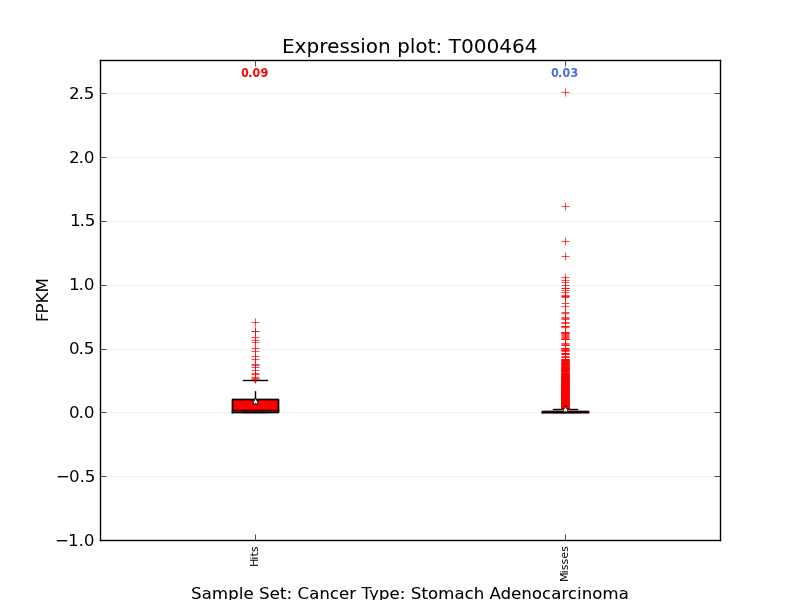 Expression plot: T000464
0.09
0.03
2.5
2.0
1.5
1.0
0.5
0.0
−0.5
−1.0
FPKM
Hits
Misses
Sample Set: Cancer Type: Stomach Adenocarcinoma